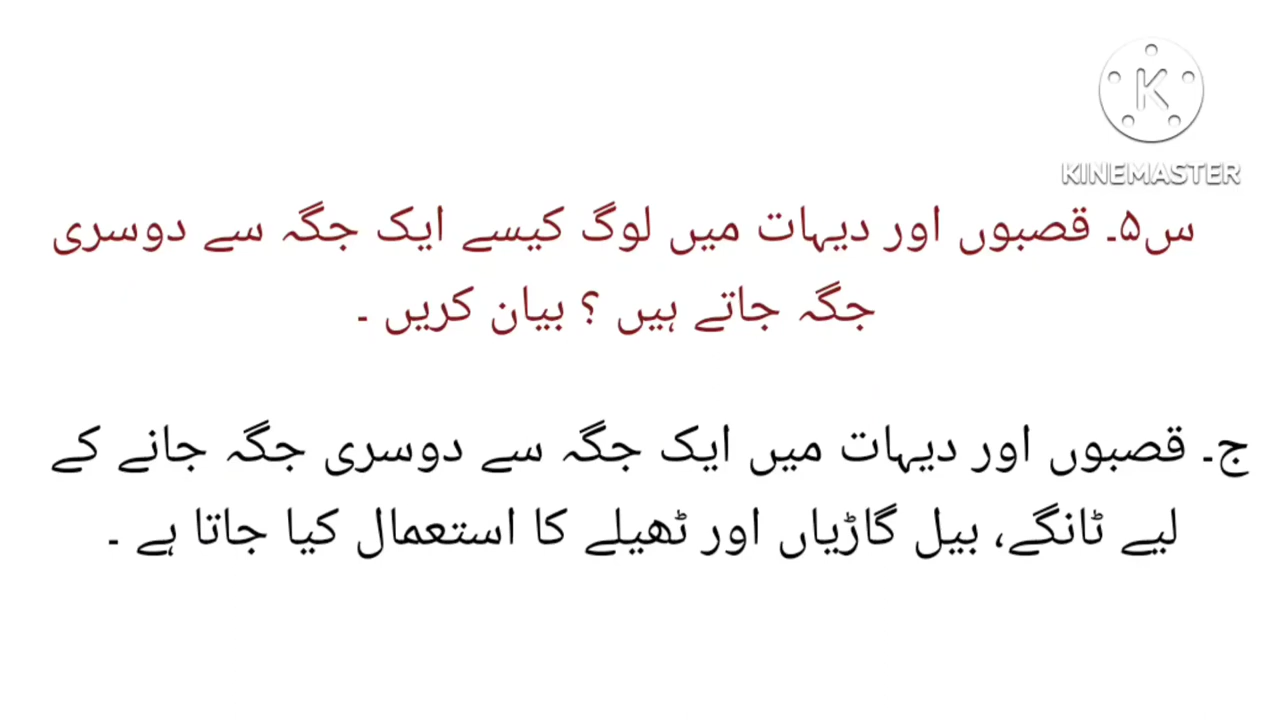 KINEMASTER
س۵۔ قصبوں اور دیہات میں لوگ کیسے ایک جگہ سے دوسری
جگہ جاتے ہیں ؟ بیان کریں ۔
ج۔ قصبوں اور دیہات میں ایک جگہ سے دوسری جگہ جانے کے
لیے ٹانگے، بیل گاڑیاں اور ٹھیلے کا استعمال کیا جاتا ہے ۔